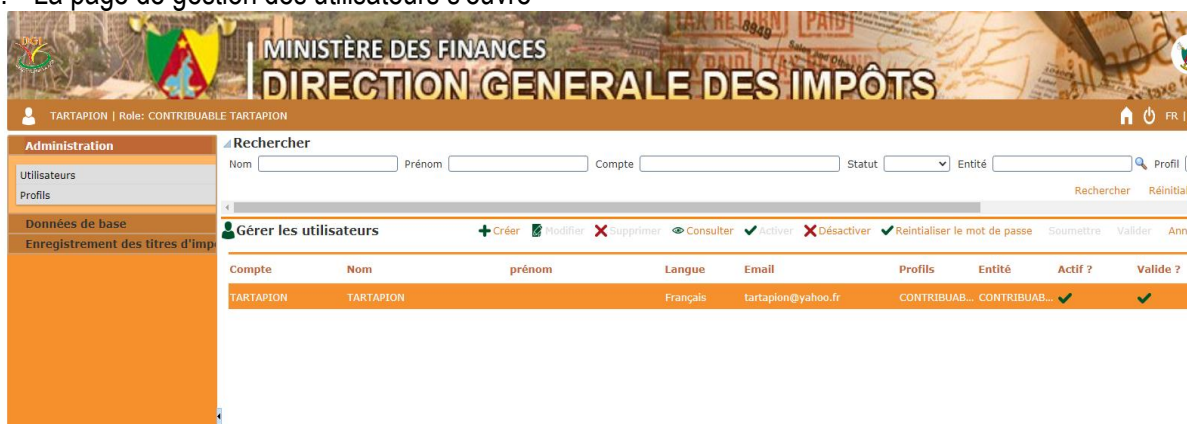 . La page de gestion des utilisateurs s'ouvre
DIGI
MINISTÈRE DES FINANCES
DIRECTION GENERALE DES IMPÔTS
TARTAPION | Role: CONTRIBUABLE TARTAPION
FR |
Administration
Utilisateurs
Profils
Données de base
Enregistrement des titres d'imp
Rechercher
Nom Prénom Compte Statut Entité Profil
Rechercher Réinitial
Gérer les utilisateurs Créer Modifier Supprimer Consulter Activer Désactiver Reintialiser le mot de passe Soumettre Valider Ann
Compte Nom prénom Langue Email Profils Entité Actif ? Valide ?
TARTAPION TARTAPION Français tartapion@yahoo.fr CONTRIBUAB... CONTRIBUAB...